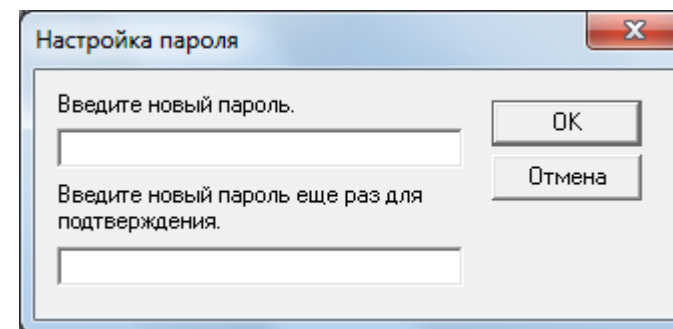 Настройка пароля
Введите новый пароль.
OK
Отмена
Введите новый пароль еще раз для
подтверждения.